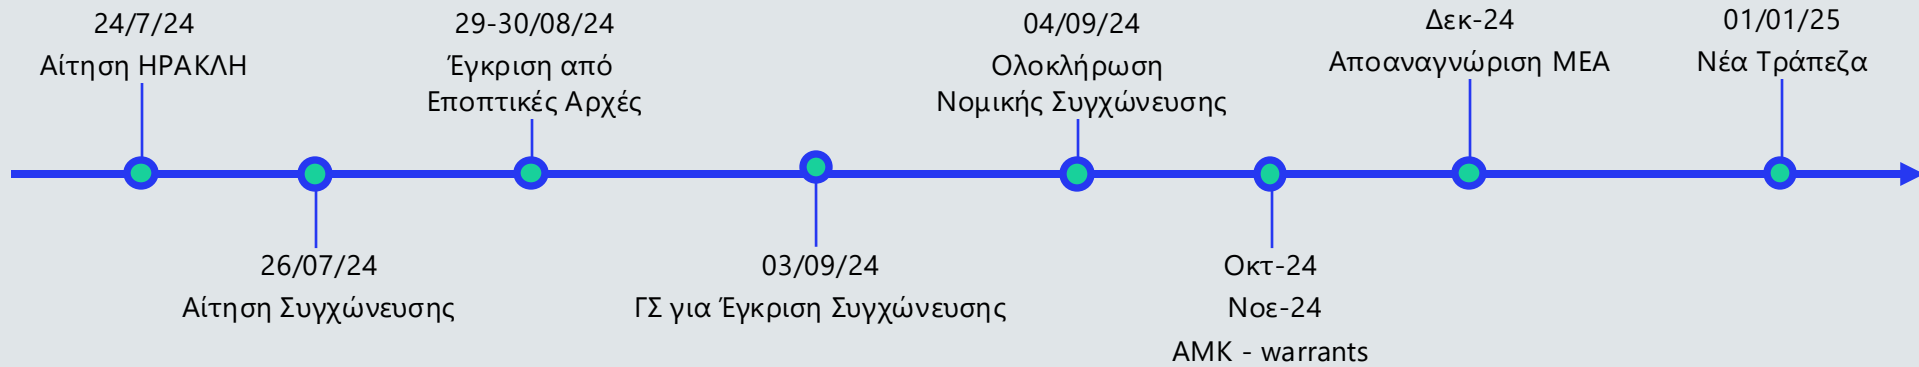 24/7/24
Αίτηση ΗΡΑΚΛΗ
29-30/08/24
Έγκριση από
Εποπτικές Αρχές
04/09/24
Ολοκλήρωση
Νομικής Συγχώνευσης
Δεκ-24
Αποαναγνώριση ΜΕΑ
01/01/25
Νέα Τράπεζα
26/07/24
Αίτηση Συγχώνευσης
03/09/24
ΓΣ για Έγκριση Συγχώνευσης
Οκτ-24
Νοε-24
ΑΜΚ - warrants